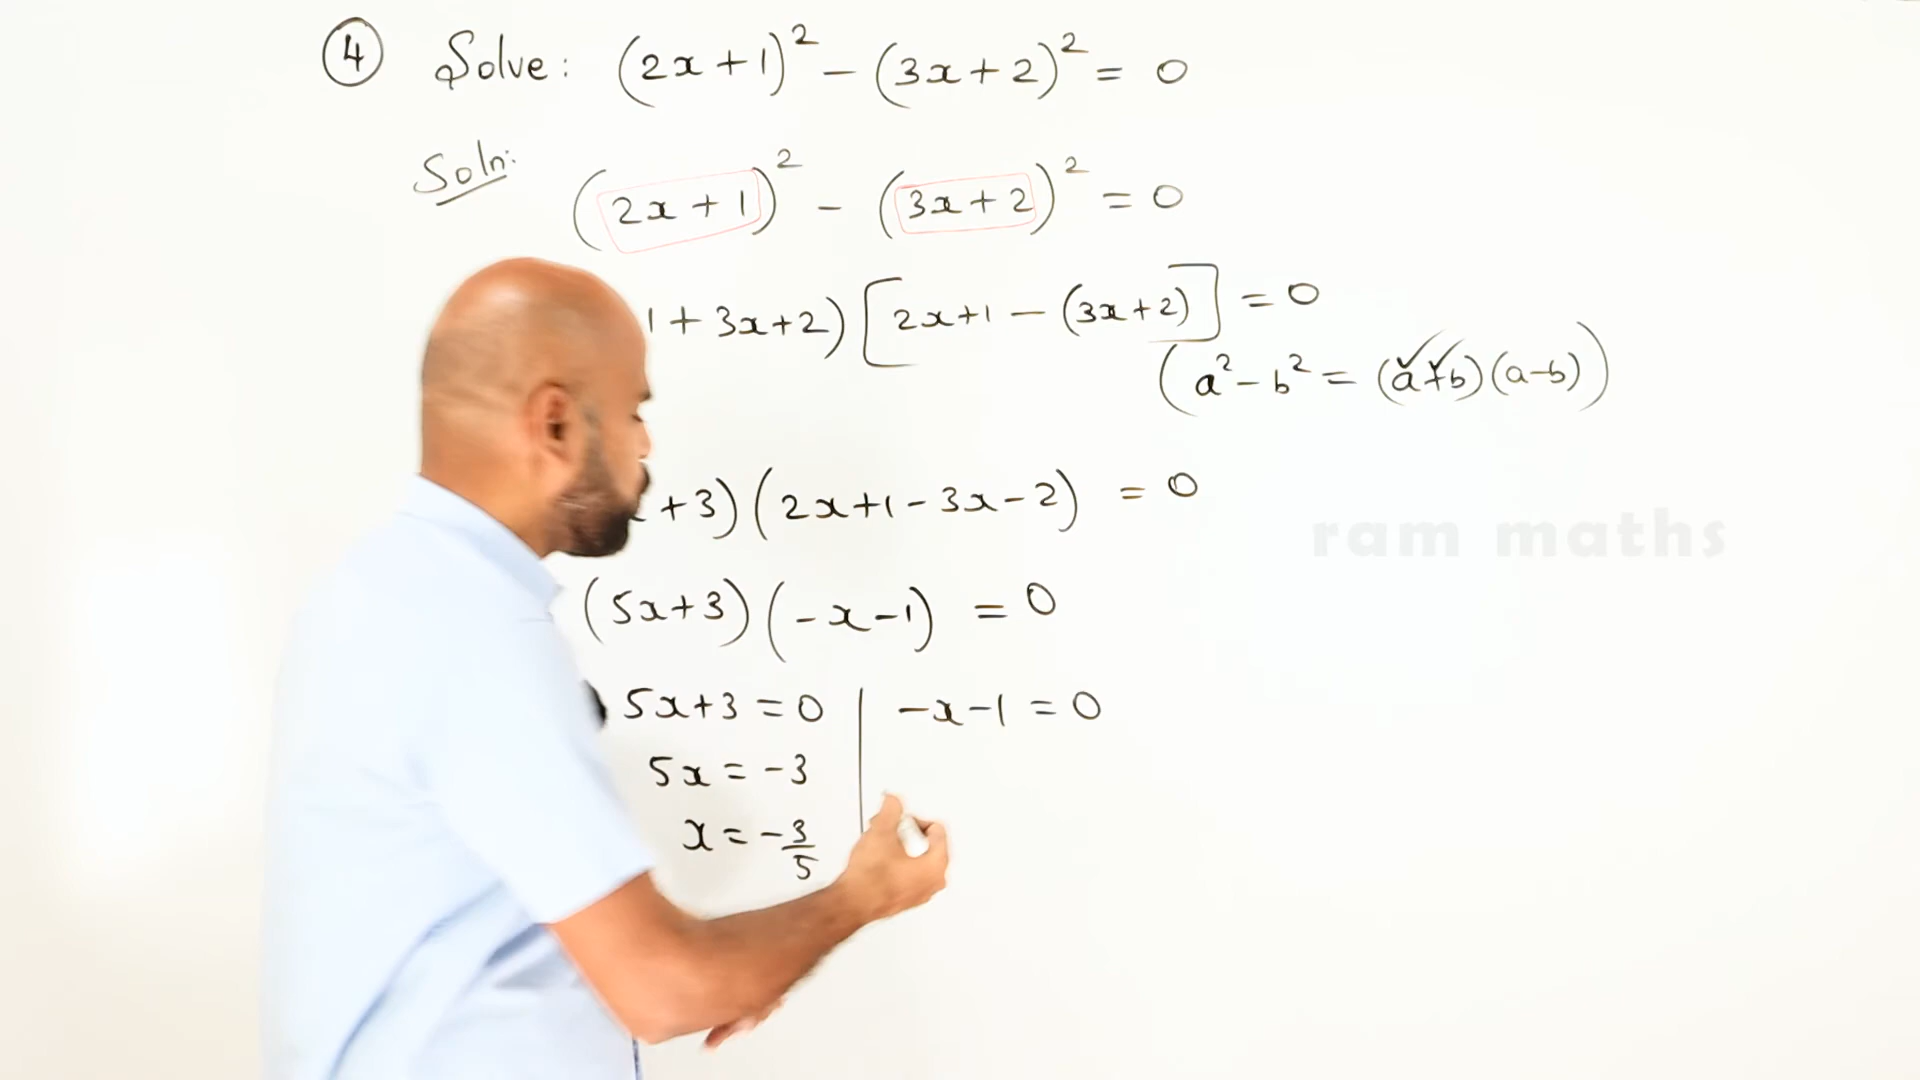 ④ Solve: (2x+1)² − (3x+2)² = 0
Soln:
(2x+1)² − (3x+2)² = 0
1+3x+2)[2x+1−(3x+2)] = 0
(a²−b² = (a+b)(a−b))
+3)(2x+1−3x−2) = 0
ram maths
(5x+3)(−x−1) = 0
5x+3 = 0 | −x−1 = 0
5x = −3
x = −3/5